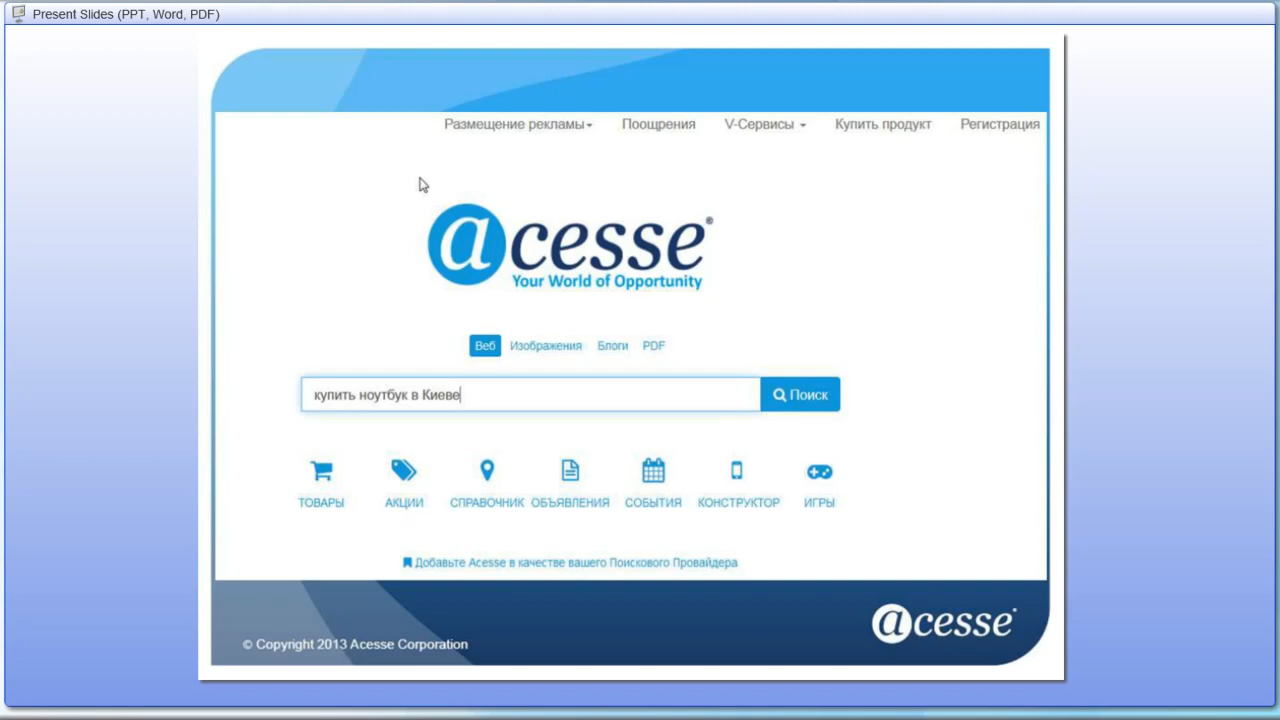 Present Slides (PPT, Word, PDF)
Размещение рекламы Поощрения V-Сервисы Купить продукт Регистрация
acesse®
Your World of Opportunity
Веб Изображения Блоги PDF
купить ноутбук в Киеве Поиск
ТОВАРЫ АКЦИИ СПРАВОЧНИК ОБЪЯВЛЕНИЯ СОБЫТИЯ КОНСТРУКТОР ИГРЫ
Добавьте Acesse в качестве вашего Поискового Провайдера
acesse
© Copyright 2013 Acesse Corporation